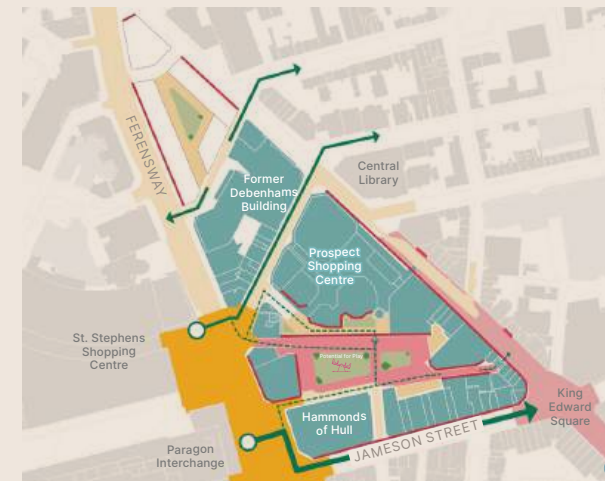 FERENSWAY
Former
Debenhams
Building
Central
Library
Prospect
Shopping
Centre
St. Stephens
Shopping
Centre
Potential for Play
Hammonds
of Hull
King
Edward
Square
JAMESON STREET
Paragon
Interchange